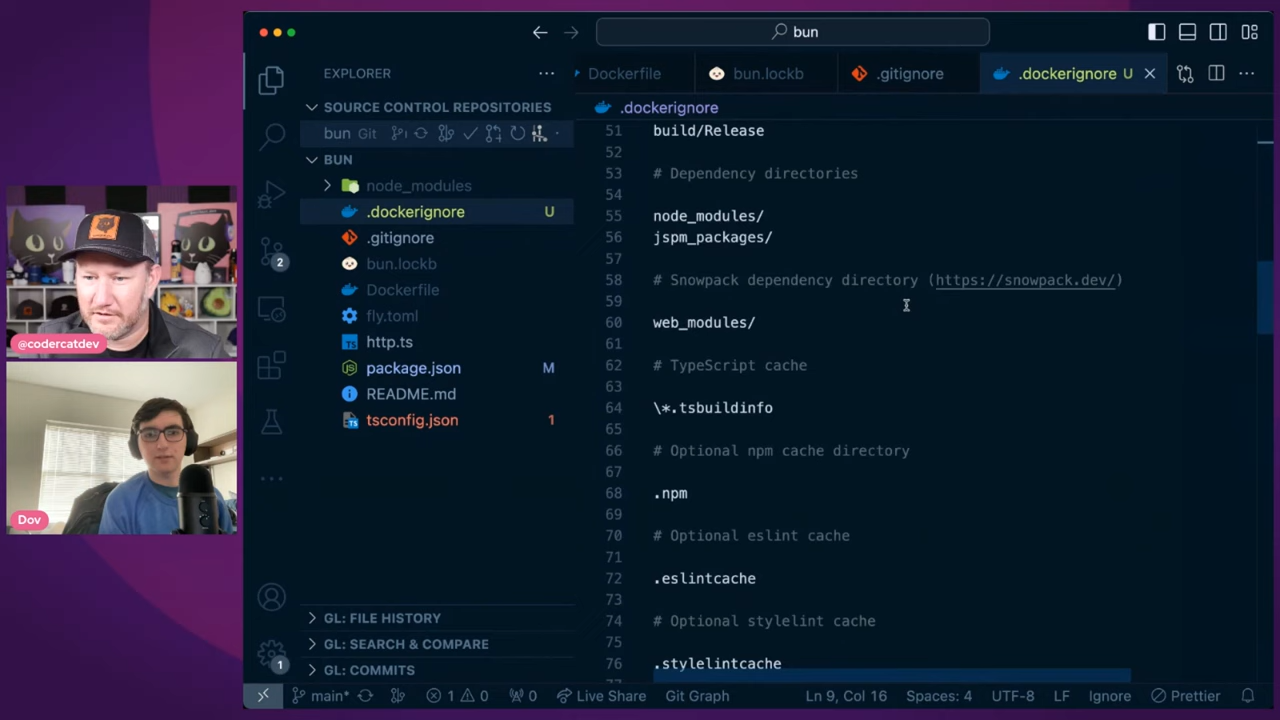 bun
EXPLORER
SOURCE CONTROL REPOSITORIES
bun Git
BUN
node_modules
.dockerignore U
.gitignore
bun.lockb
Dockerfile
fly.toml
http.ts
package.json M
README.md
tsconfig.json 1
GL: FILE HISTORY
GL: SEARCH & COMPARE
GL: COMMITS
2
1
Dockerfile bun.lockb .gitignore .dockerignore U
.dockerignore
51 build/Release
52
53 # Dependency directories
54
55 node_modules/
56 jspm_packages/
57
58 # Snowpack dependency directory (https://snowpack.dev/)
59
60 web_modules/
61
62 # TypeScript cache
63
64 \*.tsbuildinfo
65
66 # Optional npm cache directory
67
68 .npm
69
70 # Optional eslint cache
71
72 .eslintcache
73
74 # Optional stylelint cache
75
76 .stylelintcache
main* 1 0 0 Live Share Git Graph Ln 9, Col 16 Spaces: 4 UTF-8 LF Ignore Prettier
@codercatdev
Dov